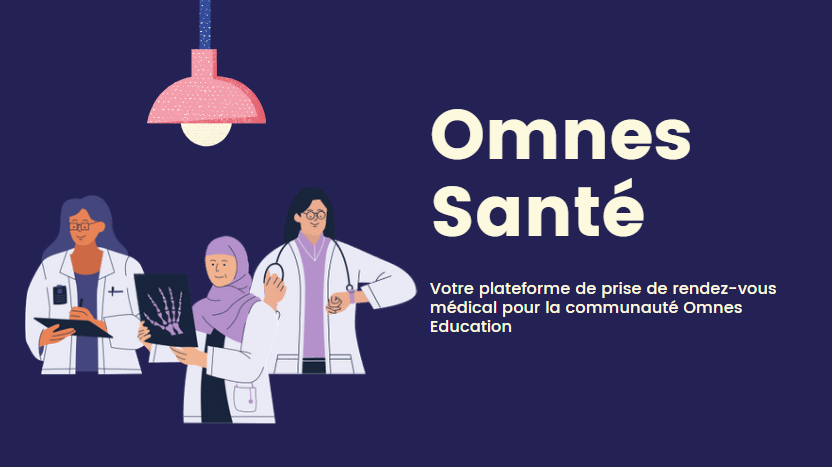 Omnes
Santé
Votre plateforme de prise de rendez-vous
médical pour la communauté Omnes
Education